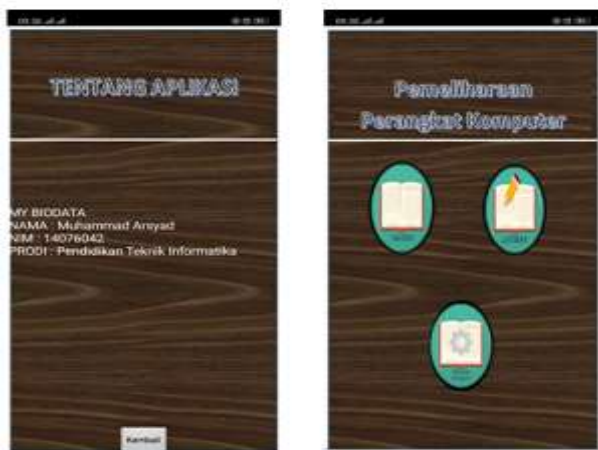 TENTANG APLIKASI
MY BIODATA
NAMA : Muhammad Arsyad
NIM : 14076042
PRODI : Pendidikan Teknik Informatika
Kembali
Pemeliharaan
Perangkat Komputer